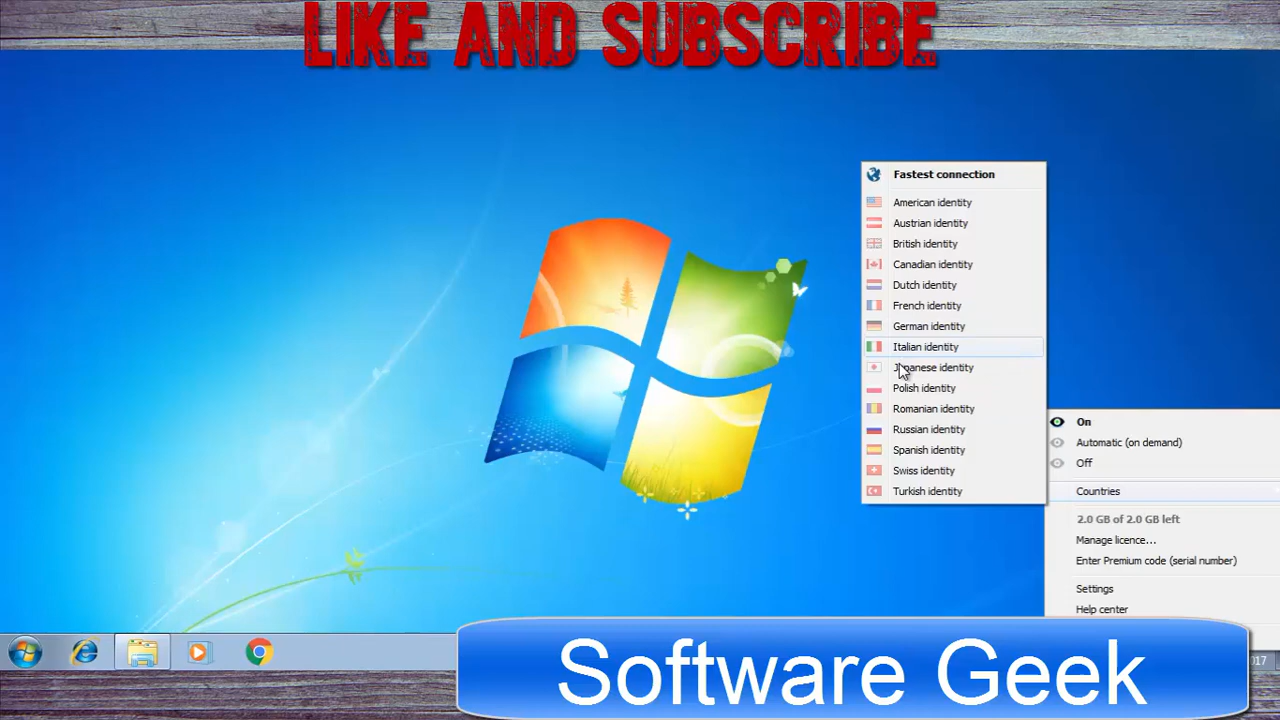 LIKE AND SUBSCRIBE
Fastest connection
American identity
Austrian identity
British identity
Canadian identity
Dutch identity
French identity
German identity
Italian identity
Japanese identity
Polish identity
Romanian identity
Russian identity
Spanish identity
Swiss identity
Turkish identity
On
Automatic (on demand)
Off
Countries
2.0 GB of 2.0 GB left
Manage licence...
Enter Premium code (serial number)
Settings
Help center
017
Software Geek